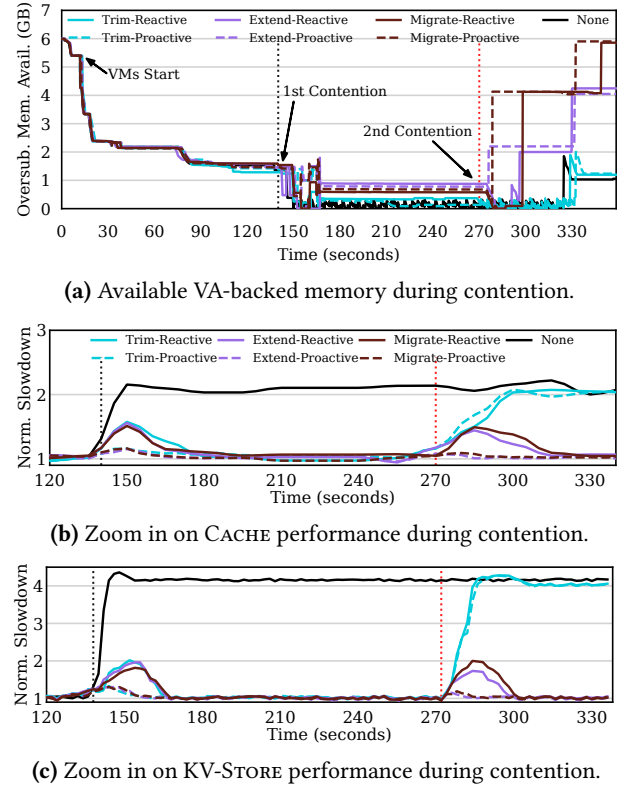 Oversub. Mem. Avail. (GB)
7
6
5
4
3
2
1
0
Trim-Reactive Extend-Reactive Migrate-Reactive None
Trim-Proactive Extend-Proactive Migrate-Proactive
VMs Start
1st Contention
2nd Contention
0 30 60 90 120 150 180 210 240 270 300 330
Time (seconds)
(a) Available VA-backed memory during contention.
Norm. Slowdown
3
2
1
Trim-Reactive Extend-Reactive Migrate-Reactive None
Trim-Proactive Extend-Proactive Migrate-Proactive
120 150 180 210 240 270 300 330
Time (seconds)
(b) Zoom in on CACHE performance during contention.
Norm. Slowdown
4
2
1
120 150 180 210 240 270 300 330
Time (seconds)
(c) Zoom in on KV-STORE performance during contention.